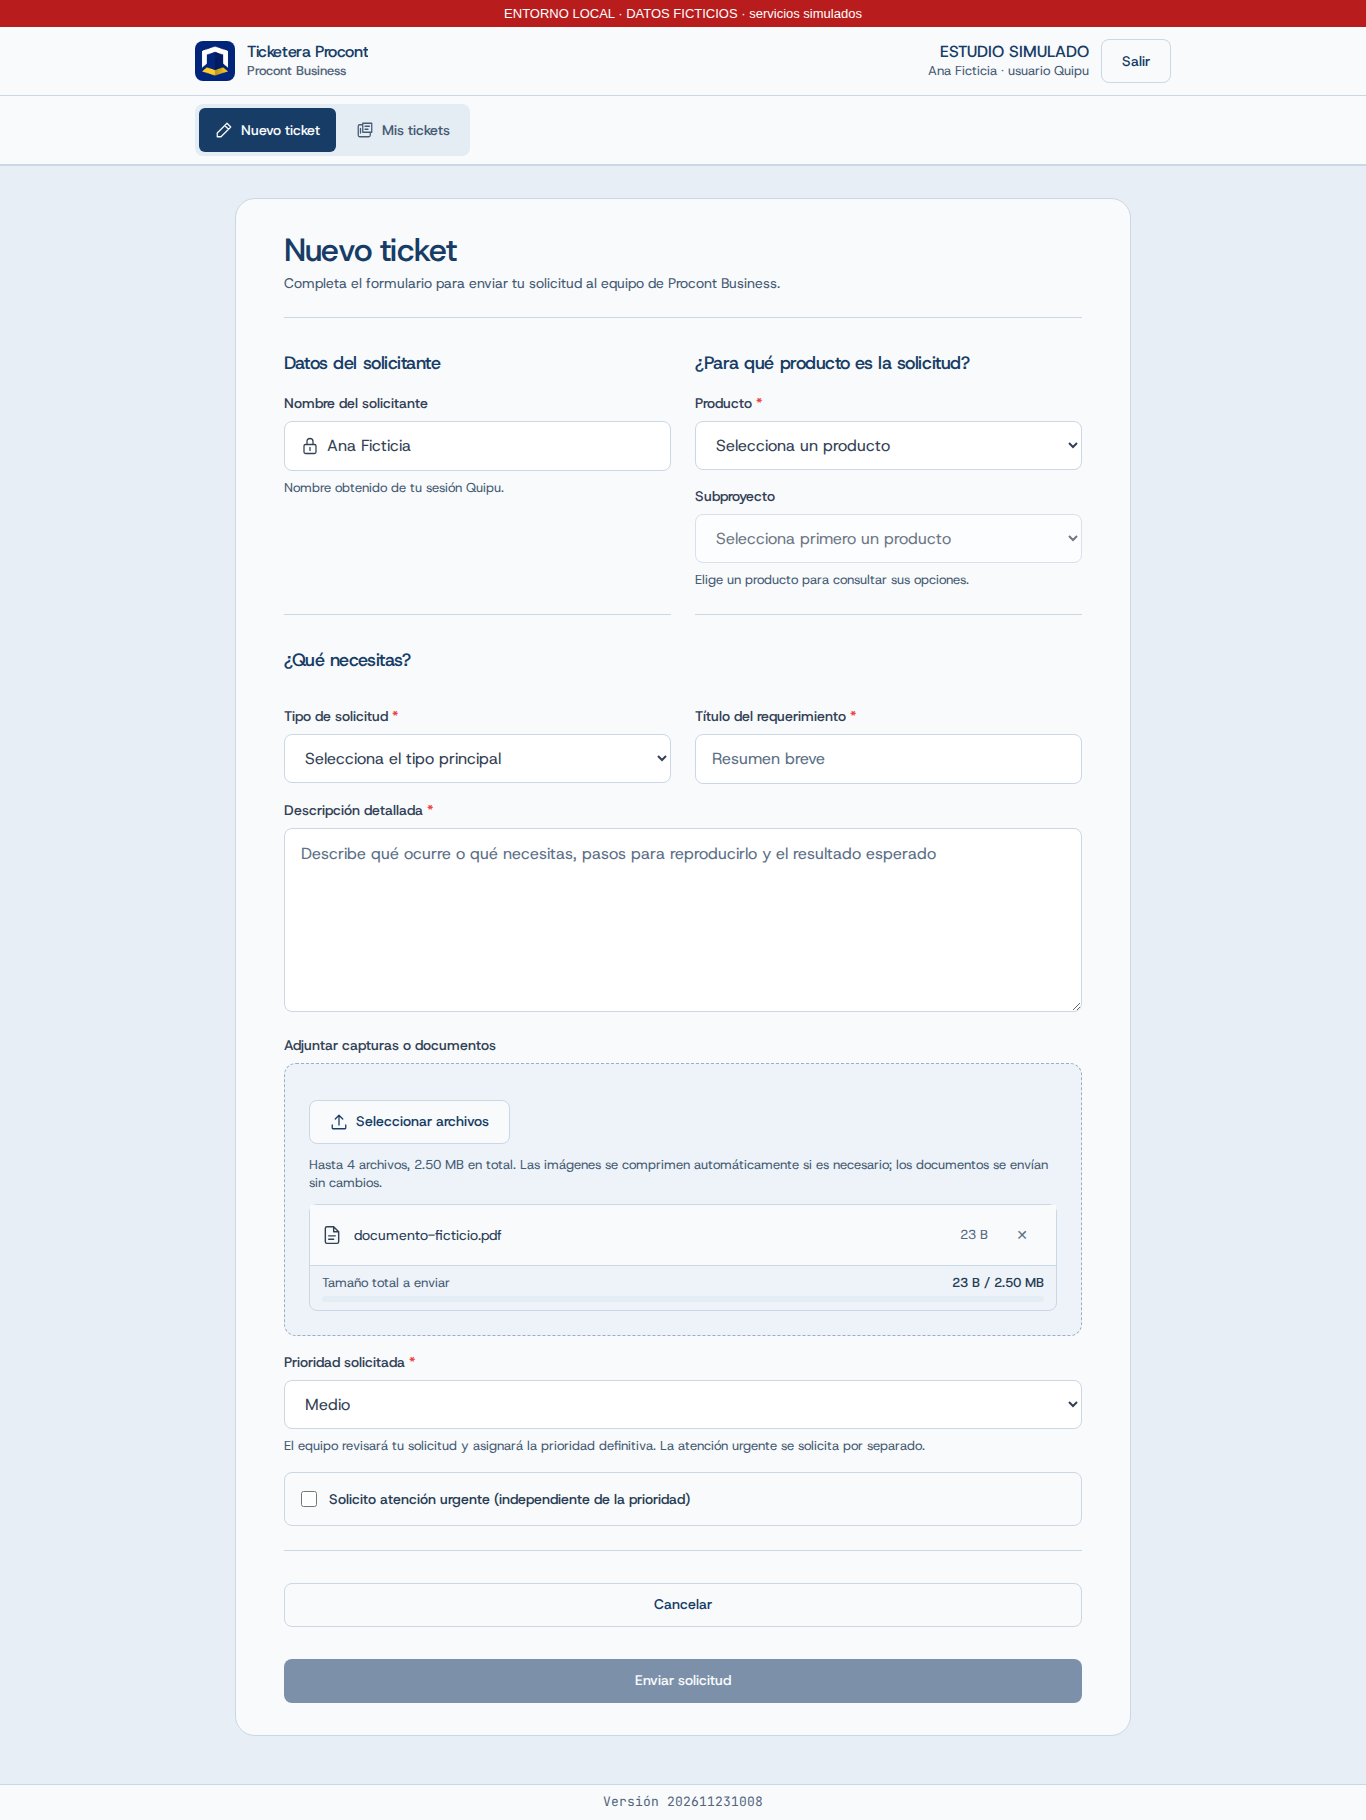 ENTORNO LOCAL · DATOS FICTICIOS · servicios simulados
Ticketera Procont
Procont Business
ESTUDIO SIMULADO
Ana Ficticia · usuario Quipu
Salir
Nuevo ticket
Mis tickets
Nuevo ticket
Completa el formulario para enviar tu solicitud al equipo de Procont Business.
Datos del solicitante
Nombre del solicitante
Ana Ficticia
Nombre obtenido de tu sesión Quipu.
¿Para qué producto es la solicitud?
Producto *
Selecciona un producto
Subproyecto
Selecciona primero un producto
Elige un producto para consultar sus opciones.
¿Qué necesitas?
Tipo de solicitud *
Selecciona el tipo principal
Título del requerimiento *
Resumen breve
Descripción detallada *
Describe qué ocurre o qué necesitas, pasos para reproducirlo y el resultado esperado
Adjuntar capturas o documentos
Seleccionar archivos
Hasta 4 archivos, 2.50 MB en total. Las imágenes se comprimen automáticamente si es necesario; los documentos se envían
sin cambios.
documento-ficticio.pdf
23 B
×
Tamaño total a enviar
23 B / 2.50 MB
Prioridad solicitada *
Medio
El equipo revisará tu solicitud y asignará la prioridad definitiva. La atención urgente se solicita por separado.
Solicito atención urgente (independiente de la prioridad)
Cancelar
Enviar solicitud
Versión 202611231008